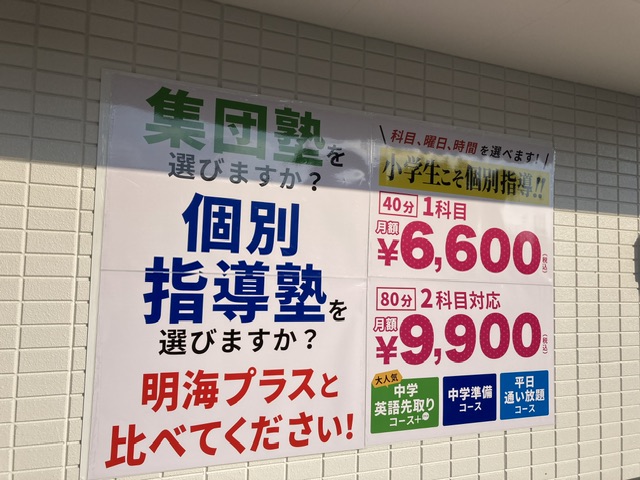 集団塾を
選びますか?
個別
指導塾を
選びますか?
明海プラスと
比べてください!
\科目、曜日、時間を選べます!/
小学生こそ個別指導!!
40分 1科目
月額
¥6,600(税込)
80分 2科目対応
月額
¥9,900(税込)
大人気
中学
英語先取り
コース+
中学準備
コース
平日
通い放題
コース